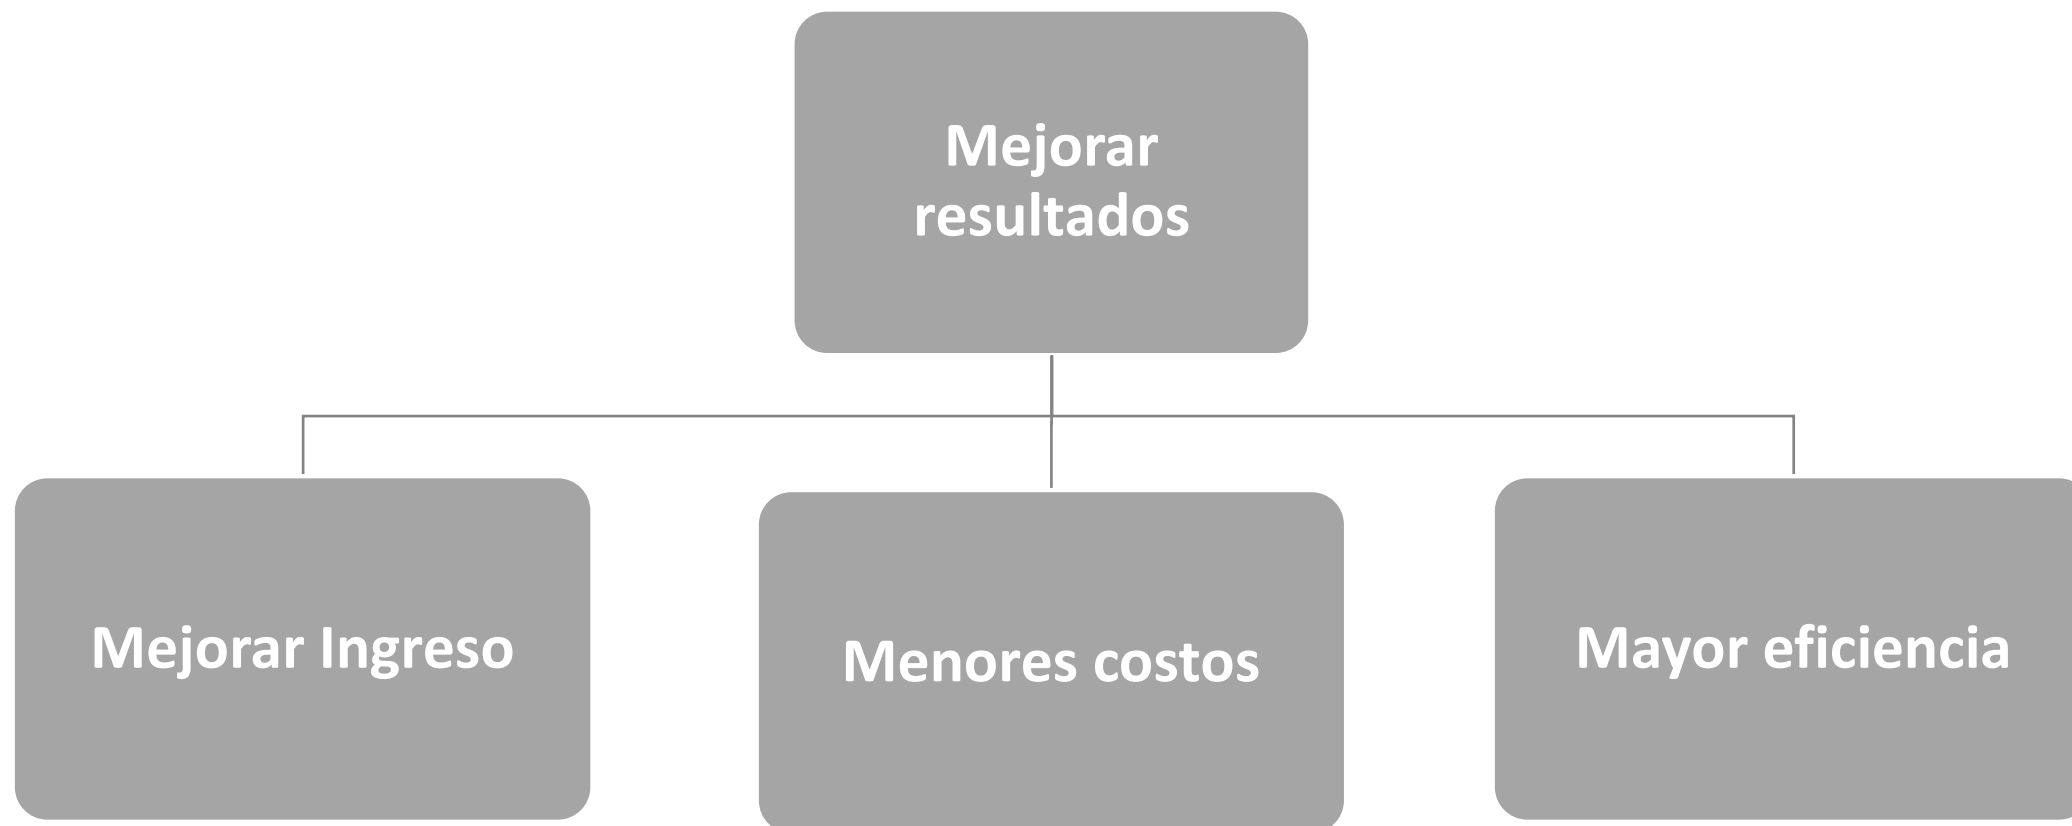 Mejorar
resultados
Mejorar Ingreso
Menores costos
Mayor eficiencia